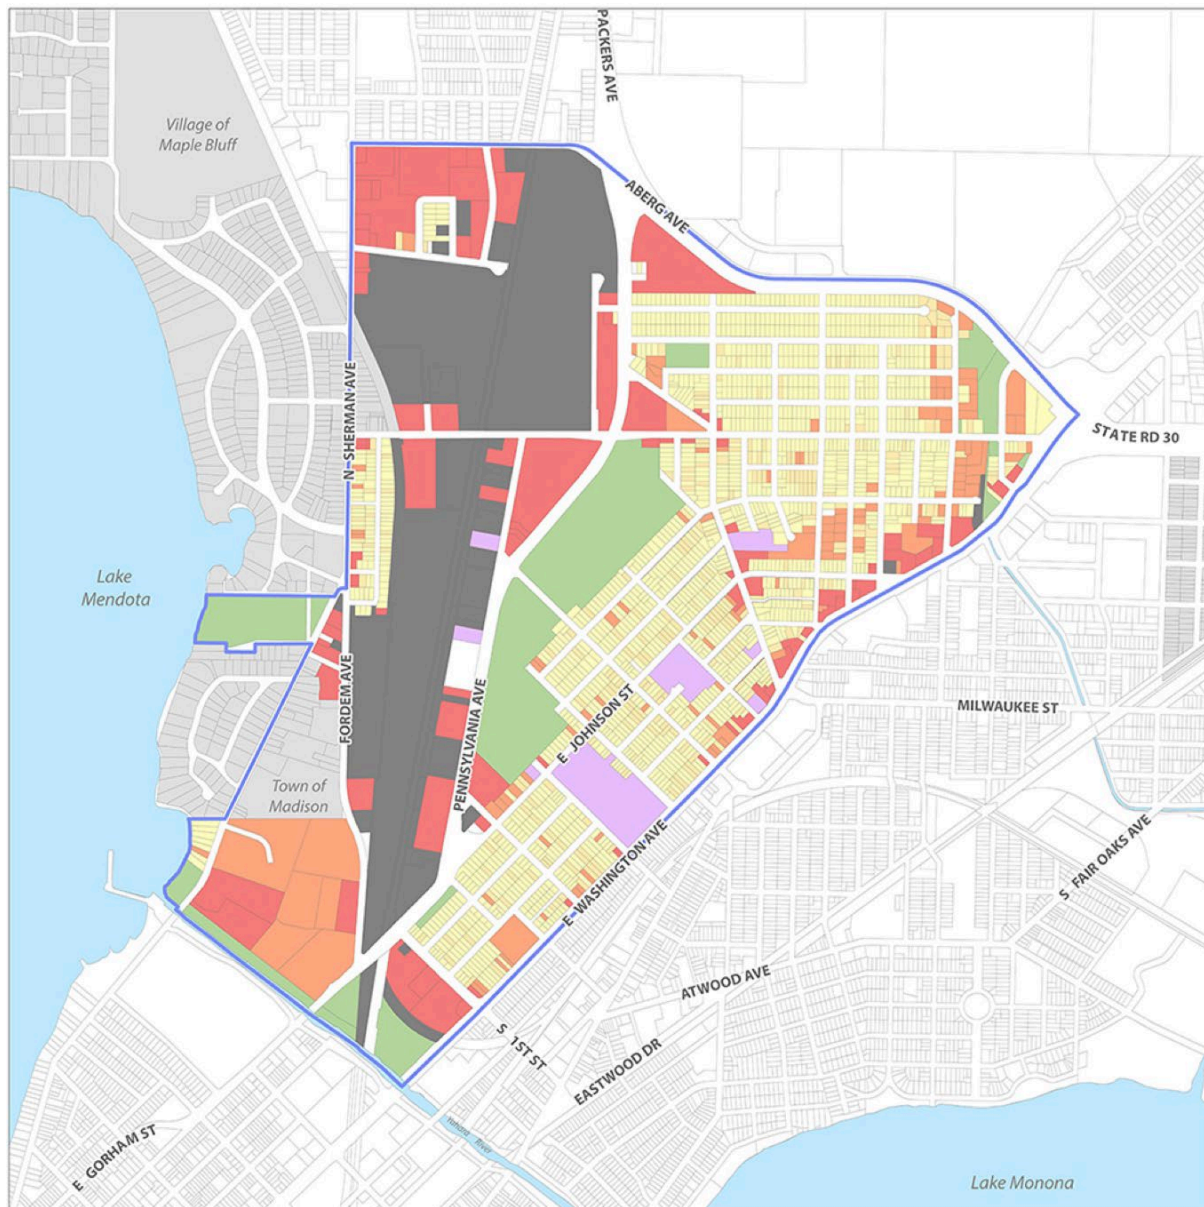 PACKERS AVE
Village of
Maple Bluff
ABERG AVE
N SHERMAN AVE
STATE RD 30
Lake
Mendota
FORDEM AVE
PENNSYLVANIA AVE
E JOHNSON ST
MILWAUKEE ST
Town of
Madison
E WASHINGTON AVE
S FAIR OAKS AVE
ATWOOD AVE
S 1ST ST
EASTWOOD DR
Yahara River
E GORHAM ST
Lake Monona